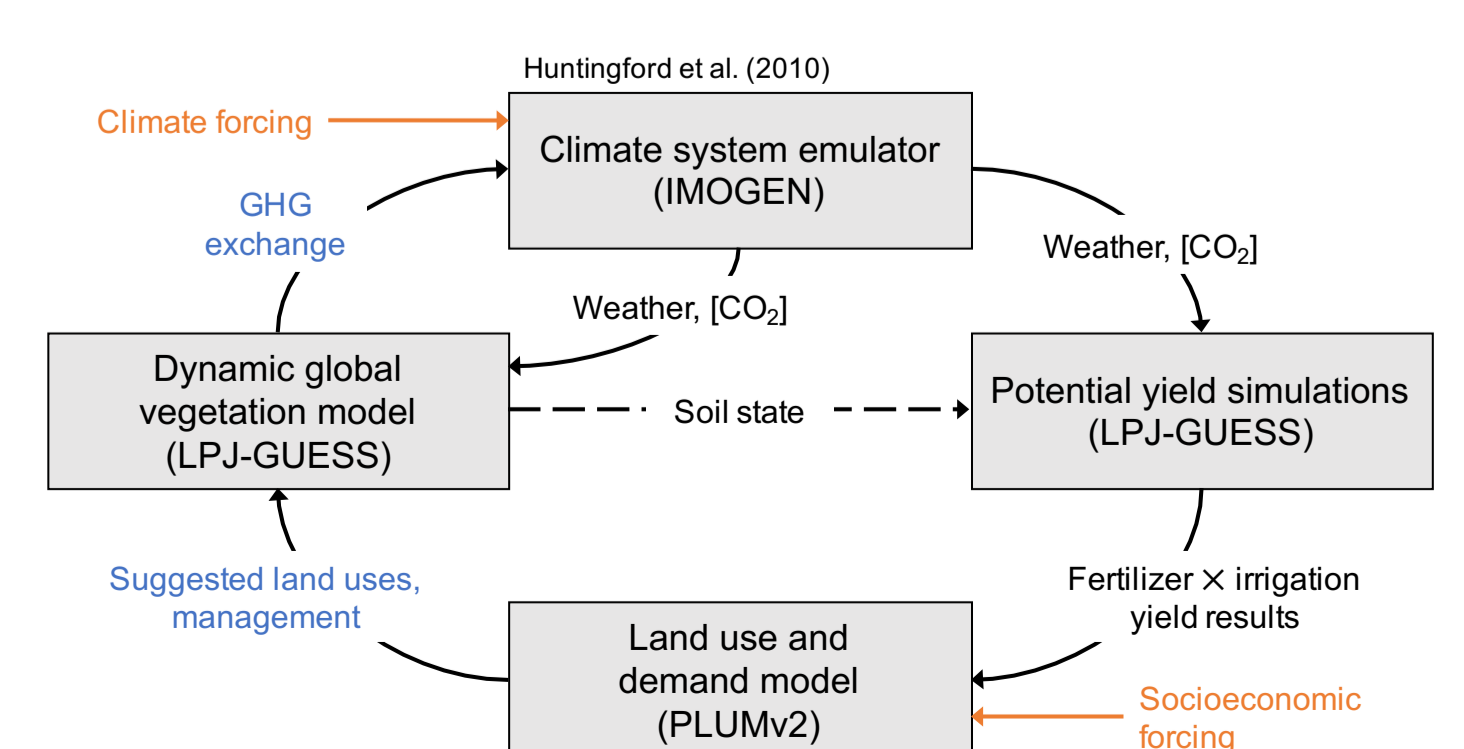 Huntingford et al. (2010)
Climate forcing
Climate system emulator
(IMOGEN)
GHG
exchange
Weather, [CO₂]
Weather, [CO₂]
Dynamic global
vegetation model
(LPJ-GUESS)
Soil state
Potential yield simulations
(LPJ-GUESS)
Suggested land uses,
management
Fertilizer × irrigation
yield results
Land use and
demand model
(PLUMv2)
Socioeconomic
forcing